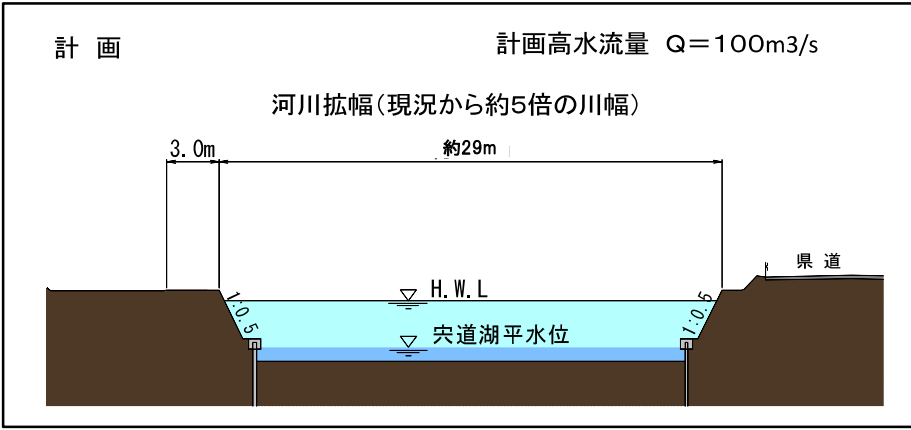 計 画
計画高水流量 Q＝100m3/s
河川拡幅（現況から約5倍の川幅）
3.0m
約29m
県 道
H.W.L
1:0.5
1:0.5
宍道湖平水位